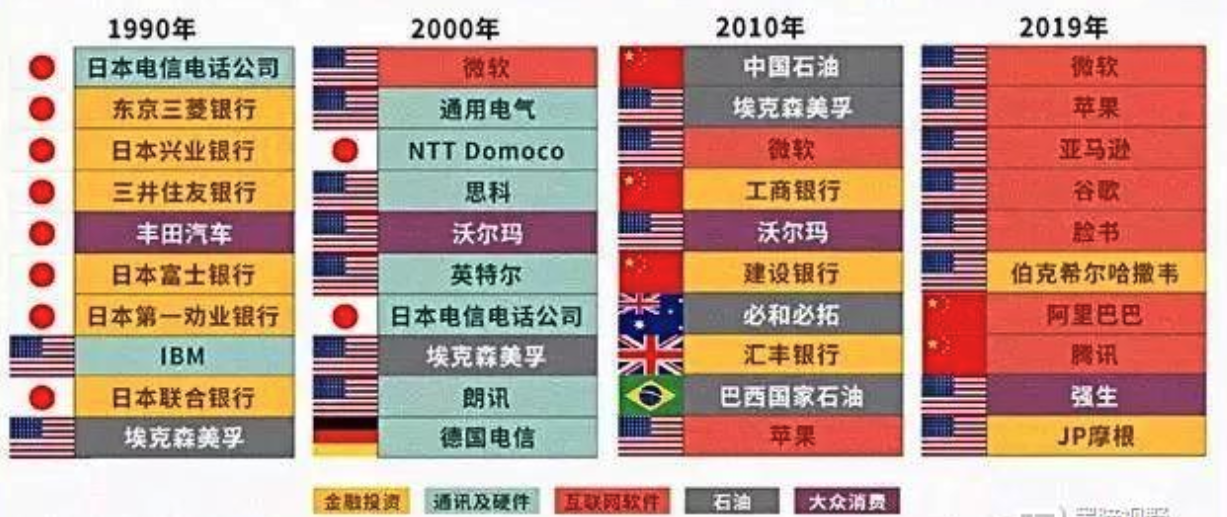 1990年
日本电信电话公司
东京三菱银行
日本兴业银行
三井住友银行
丰田汽车
日本富士银行
日本第一劝业银行
IBM
日本联合银行
埃克森美孚
2000年
微软
通用电气
NTT Domoco
思科
沃尔玛
英特尔
日本电信电话公司
埃克森美孚
朗讯
德国电信
2010年
中国石油
埃克森美孚
微软
工商银行
沃尔玛
建设银行
必和必拓
汇丰银行
巴西国家石油
苹果
2019年
微软
苹果
亚马逊
谷歌
脸书
伯克希尔哈撒韦
阿里巴巴
腾讯
强生
JP摩根
金融投资
通讯及硬件
互联网软件
石油
大众消费